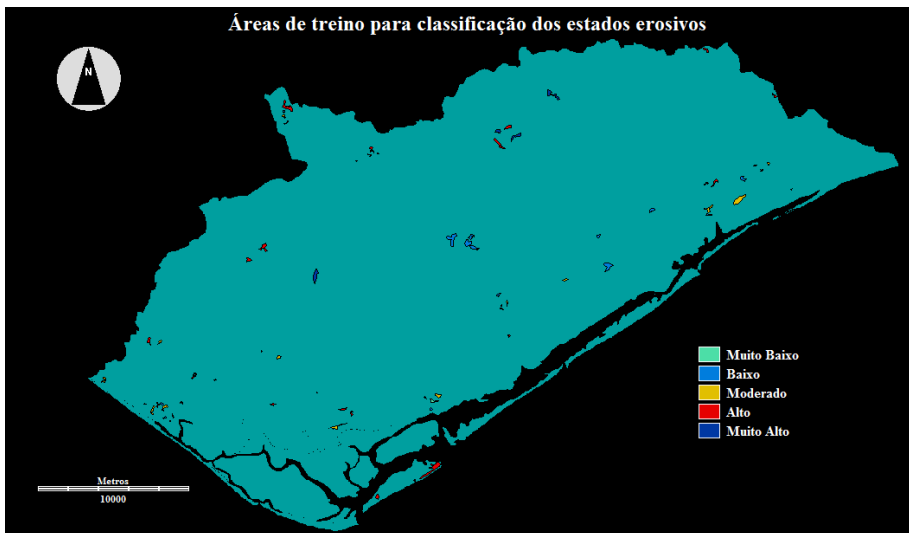 Áreas de treino para classificação dos estados erosivos
N
Muito Baixo
Baixo
Moderado
Alto
Muito Alto
Metros
10000